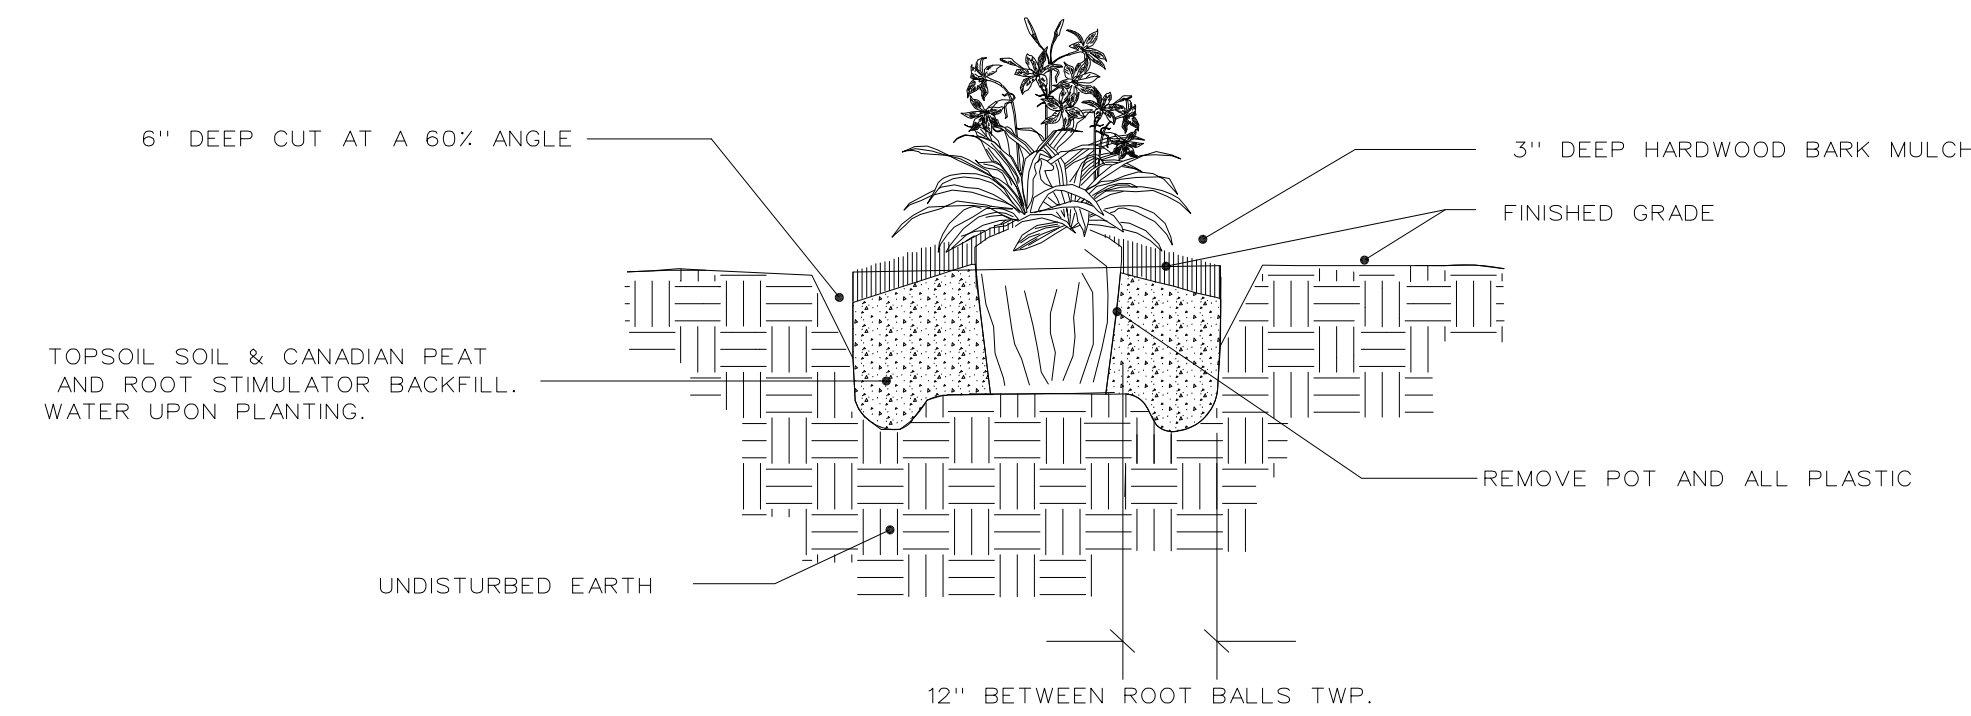 6" DEEP CUT AT A 60% ANGLE
3" DEEP HARDWOOD BARK MULCH
FINISHED GRADE
TOPSOIL SOIL & CANADIAN PEAT
AND ROOT STIMULATOR BACKFILL.
WATER UPON PLANTING.
REMOVE POT AND ALL PLASTIC
UNDISTURBED EARTH
12" BETWEEN ROOT BALLS TWP.